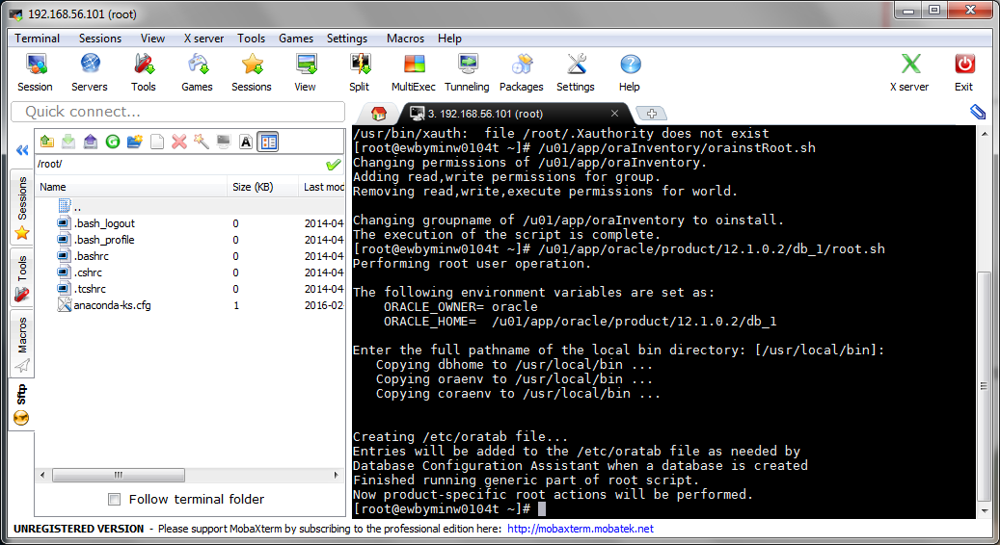 192.168.56.101 (root)
Terminal Sessions View X server Tools Games Settings Macros Help
Session Servers Tools Games Sessions View Split MultiExec Tunneling Packages Settings Help X server Exit
Quick connect...
3. 192.168.56.101 (root)
/root/
Name Size (KB) Last mod
..
.bash_logout 0 2014-04
.bash_profile 0 2014-04
.bashrc 0 2014-04
.cshrc 0 2014-04
.tcshrc 0 2014-04
anaconda-ks.cfg 1 2016-02
Sessions
Tools
Macros
Sftp
Follow terminal folder
/usr/bin/xauth:  file /root/.Xauthority does not exist
[root@ewbyminw0104t ~]# /u01/app/oraInventory/orainstRoot.sh
Changing permissions of /u01/app/oraInventory.
Adding read,write permissions for group.
Removing read,write,execute permissions for world.
Changing groupname of /u01/app/oraInventory to oinstall.
The execution of the script is complete.
[root@ewbyminw0104t ~]# /u01/app/oracle/product/12.1.0.2/db_1/root.sh
Performing root user operation.
The following environment variables are set as:
ORACLE_OWNER= oracle
ORACLE_HOME=  /u01/app/oracle/product/12.1.0.2/db_1
Enter the full pathname of the local bin directory: [/usr/local/bin]:
Copying dbhome to /usr/local/bin ...
Copying oraenv to /usr/local/bin ...
Copying coraenv to /usr/local/bin ...
Creating /etc/oratab file...
Entries will be added to the /etc/oratab file as needed by
Database Configuration Assistant when a database is created
Finished running generic part of root script.
Now product-specific root actions will be performed.
[root@ewbyminw0104t ~]#
UNREGISTERED VERSION - Please support MobaXterm by subscribing to the professional edition here: http://mobaxterm.mobatek.net